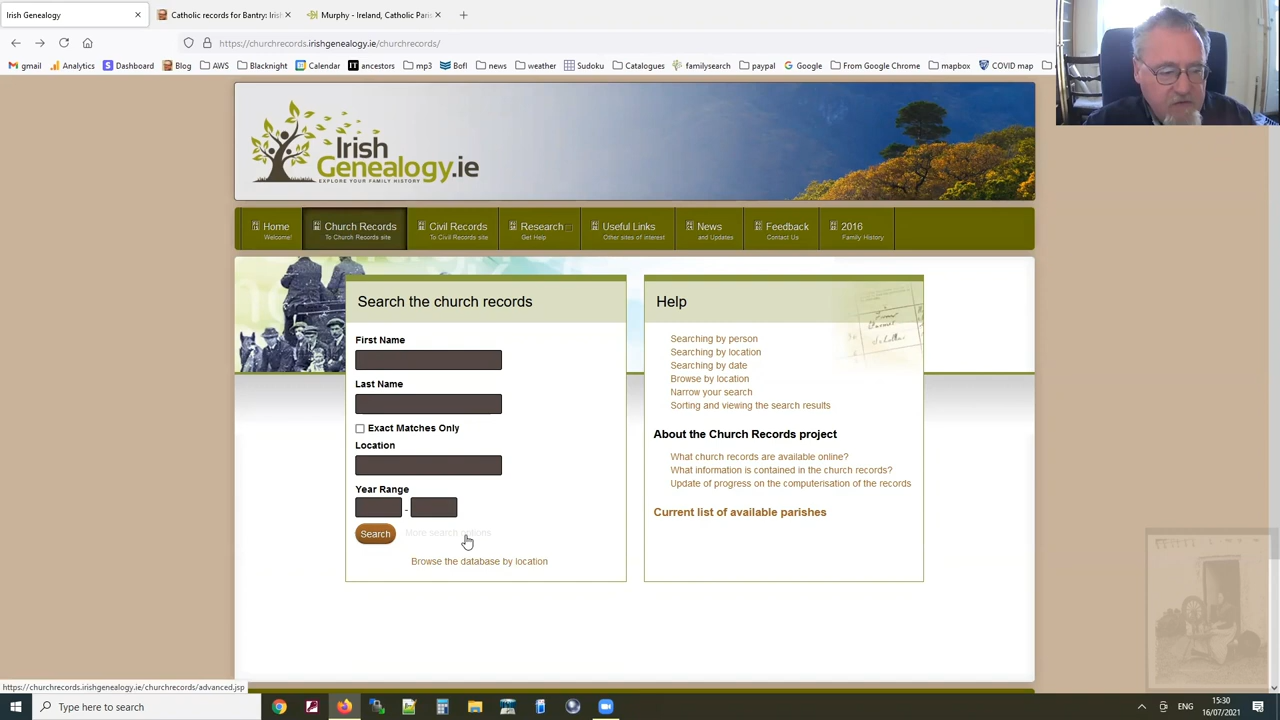 Irish Genealogy
Catholic records for Bantry: Irish
Murphy - Ireland, Catholic Paris
https://churchrecords.irishgenealogy.ie/churchrecords/
gmail
Analytics
Dashboard
Blog
AWS
Blacknight
Calendar
ancestors
mp3
BofI
news
weather
Sudoku
Catalogues
familysearch
paypal
Google
From Google Chrome
mapbox
COVID map
Irish
Genealogy.ie
EXPLORE YOUR FAMILY HISTORY
Home
Welcome!
Church Records
To Church Records site
Civil Records
To Civil Records site
Research
Get Help
Useful Links
Other sites of interest
News
and Updates
Feedback
Contact Us
2016
Family History
Search the church records
First Name
Last Name
Exact Matches Only
Location
Year Range
-
Search
More search options
Browse the database by location
Help
Searching by person
Searching by location
Searching by date
Browse by location
Narrow your search
Sorting and viewing the search results
About the Church Records project
What church records are available online?
What information is contained in the church records?
Update of progress on the computerisation of the records
Current list of available parishes
https://churchrecords.irishgenealogy.ie/churchrecords/advanced.jsp
Type here to search
15:30
16/07/2021